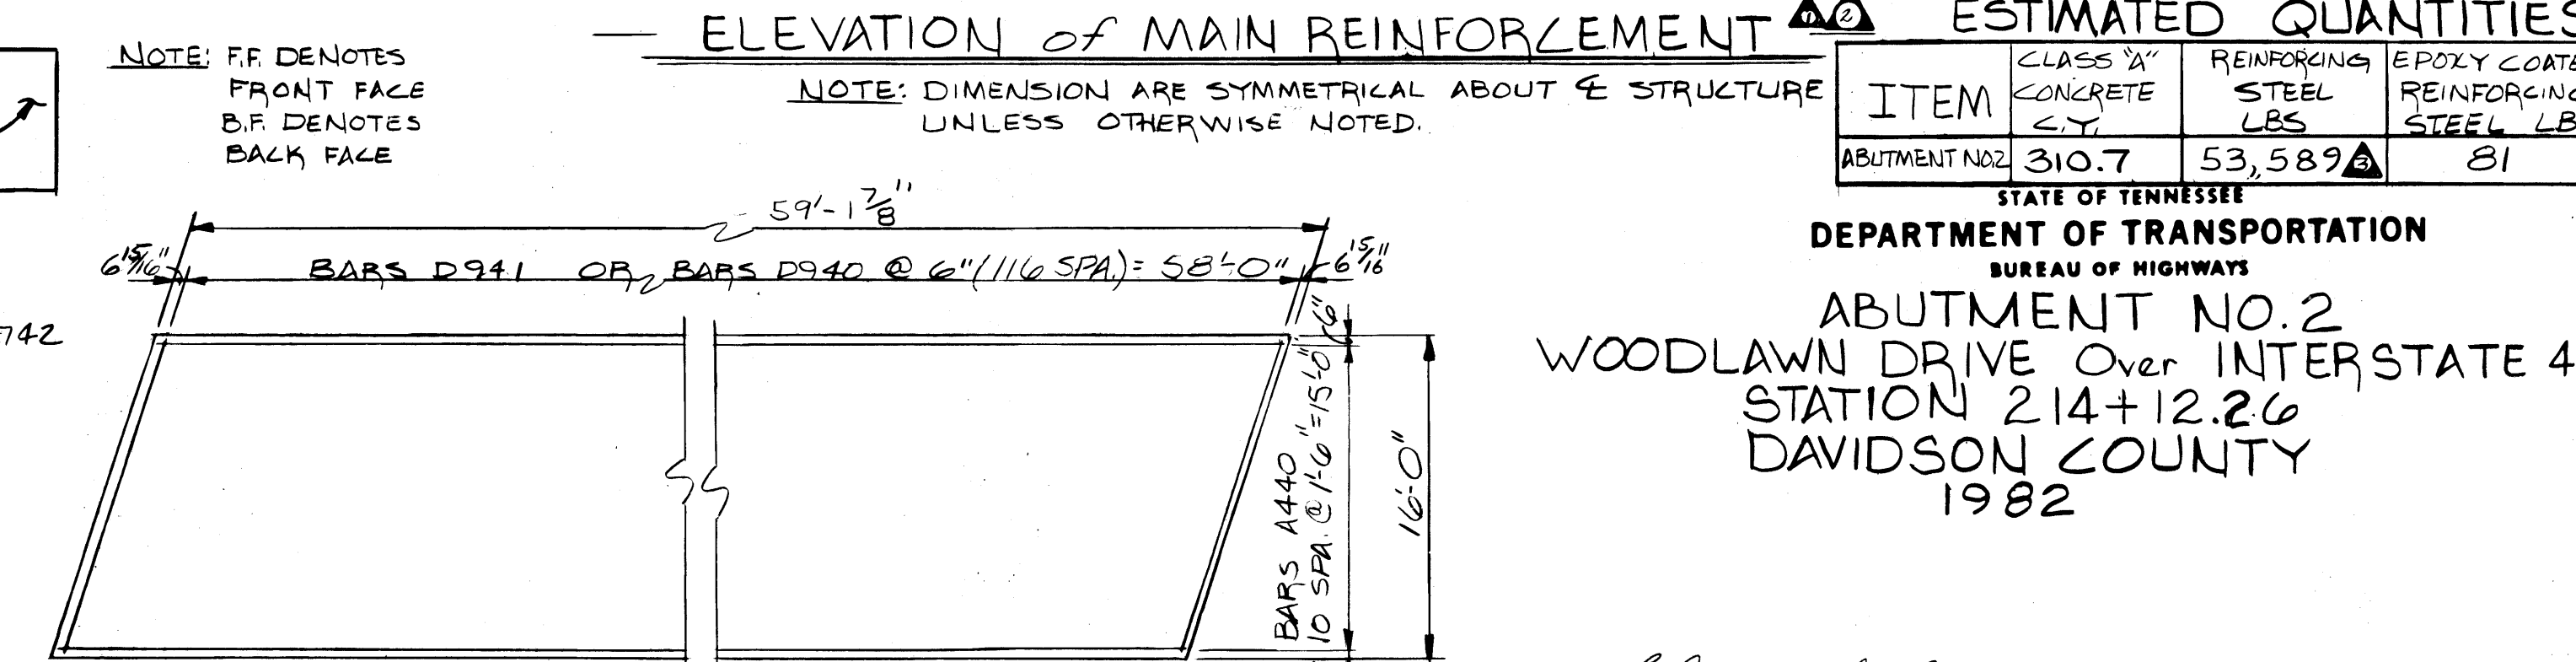 ELEVATION of MAIN REINFORCEMENT
1 2
ESTIMATED QUANTITIES
NOTE: F.F. DENOTES
FRONT FACE
B.F. DENOTES
BACK FACE
NOTE: DIMENSION ARE SYMMETRICAL ABOUT ℄ STRUCTURE
UNLESS OTHERWISE NOTED.
ITEM
CLASS "A"
CONCRETE
C.Y.
REINFORCING
STEEL
LBS
EPOXY COATE
REINFORCING
STEEL LB
ABUTMENT NO.2 310.7 53,589 3 81
STATE OF TENNESSEE
DEPARTMENT OF TRANSPORTATION
BUREAU OF HIGHWAYS
ABUTMENT NO. 2
WOODLAWN DRIVE Over INTERSTATE 4
STATION 214+12.26
DAVIDSON COUNTY
1982
59'-1 7/8"
6 15/16"
BARS D941 OR BARS D940 @ 6" (116 SPA.) = 58'-0"
6 15/16"
742
6"
BARS A440
10 SPA. @ 1'-6" = 15'-0"
16'-0"